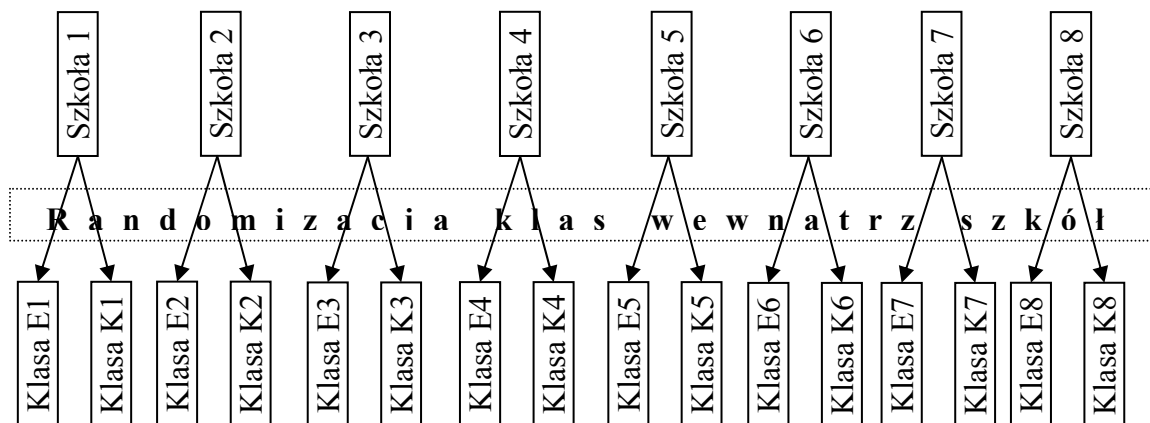 Szkoła 1
Szkoła 2
Szkoła 3
Szkoła 4
Szkoła 5
Szkoła 6
Szkoła 7
Szkoła 8
Randomizacja klas wewnatrz szkół
Klasa E1
Klasa K1
Klasa E2
Klasa K2
Klasa E3
Klasa K3
Klasa E4
Klasa K4
Klasa E5
Klasa K5
Klasa E6
Klasa K6
Klasa E7
Klasa K7
Klasa E8
Klasa K8